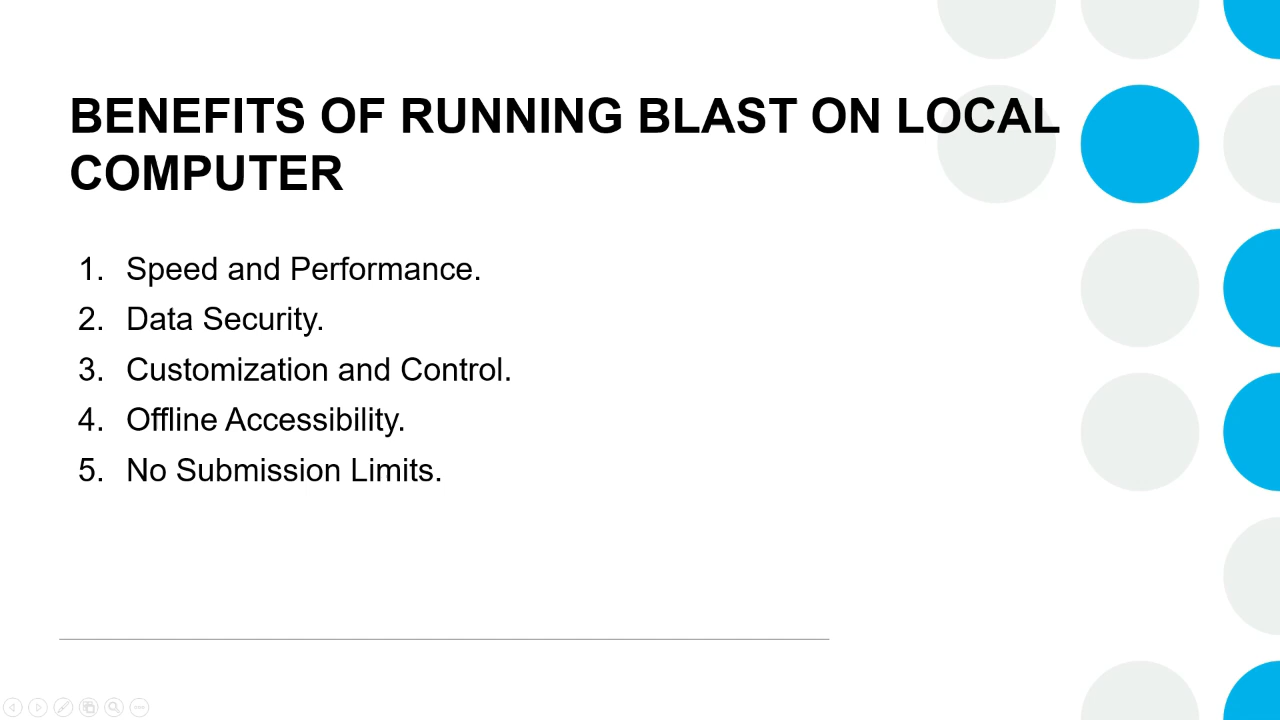 BENEFITS OF RUNNING BLAST ON LOCAL
COMPUTER
1. Speed and Performance.
2. Data Security.
3. Customization and Control.
4. Offline Accessibility.
5. No Submission Limits.